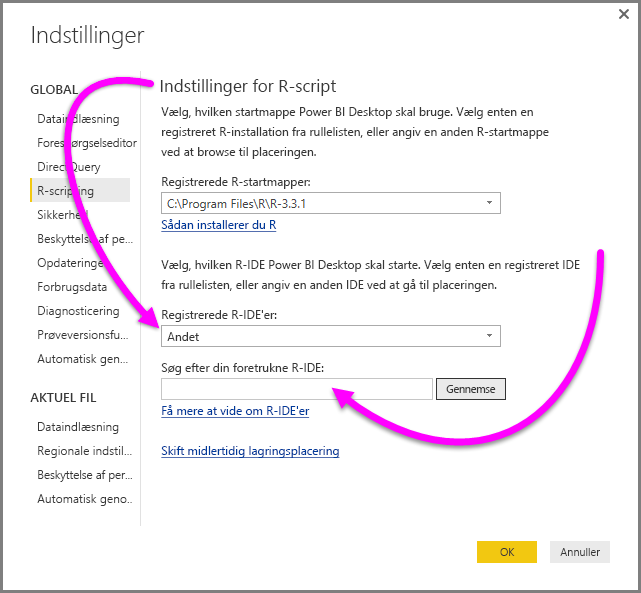 Indstillinger
GLOBAL
Dataindlæsning
Forespørgselseditor
DirectQuery
R-scripting
Sikkerhed
Beskyttelse af pe...
Opdateringe
Forbrugsdata
Diagnosticering
Prøveversionsfu...
Automatisk gen...
AKTUEL FIL
Dataindlæsning
Regionale indstil...
Beskyttelse af per...
Automatisk geno...
Indstillinger for R-script
Vælg, hvilken startmappe Power BI Desktop skal bruge. Vælg enten en
registreret R-installation fra rullelisten, eller angiv en anden R-startmappe
ved at browse til placeringen.
Registrerede R-startmapper:
C:\Program Files\R\R-3.3.1
Sådan installerer du R
Vælg, hvilken R-IDE Power BI Desktop skal starte. Vælg enten en registreret IDE
fra rullelisten, eller angiv en anden IDE ved at gå til placeringen.
Registrerede R-IDE'er:
Andet
Søg efter din foretrukne R-IDE:
Gennemse
Få mere at vide om R-IDE'er
Skift midlertidig lagringsplacering
OK
Annuller